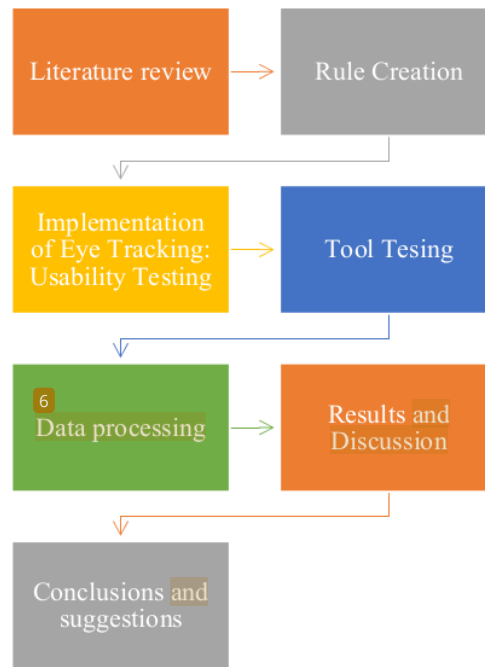 Literature review
Rule Creation
Implementation
of Eye Tracking:
Usability Testing
Tool Tesing
6
Data processing
Results and
Discussion
Conclusions and
suggestions